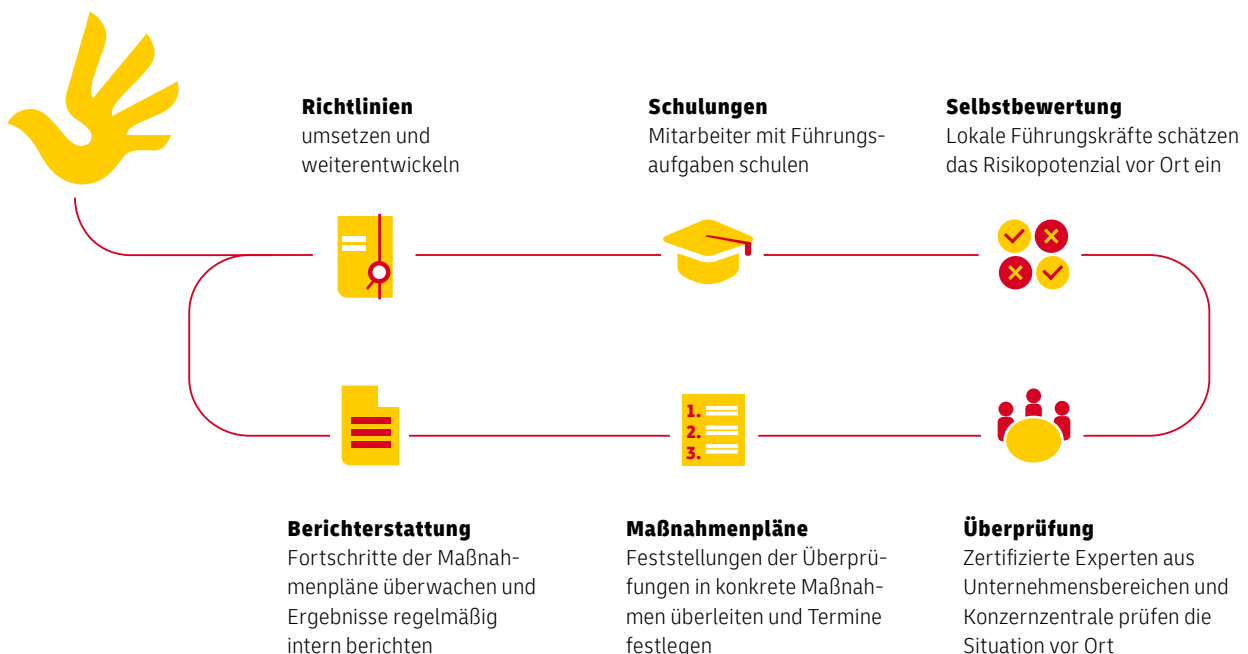 Richtlinien
umsetzen und
weiterentwickeln
Schulungen
Mitarbeiter mit Führungs-
aufgaben schulen
Selbstbewertung
Lokale Führungskräfte schätzen
das Risikopotenzial vor Ort ein
1.
2.
3.
Berichterstattung
Fortschritte der Maßnah-
menpläne überwachen und
Ergebnisse regelmäßig
intern berichten
Maßnahmenpläne
Feststellungen der Überprü-
fungen in konkrete Maßnah-
men überleiten und Termine
festlegen
Überprüfung
Zertifizierte Experten aus
Unternehmensbereichen und
Konzernzentrale prüfen die
Situation vor Ort